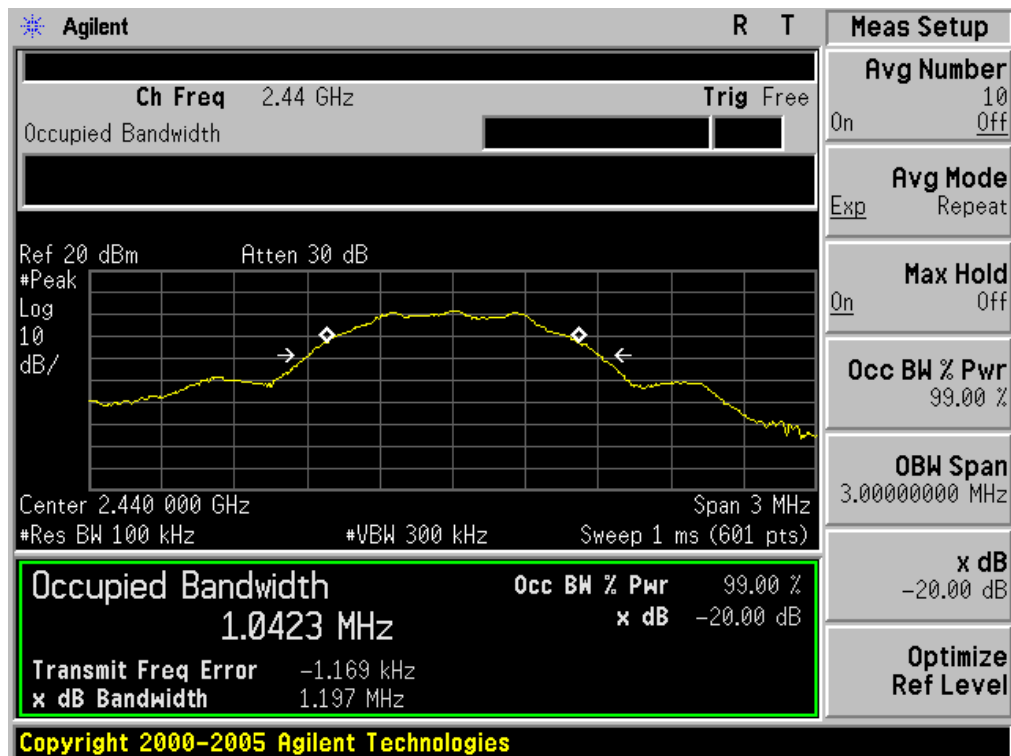 Agilent R T
Ch Freq 2.44 GHz Trig Free
Occupied Bandwidth
Ref 20 dBm Atten 30 dB
#Peak
Log
10
dB/
Center 2.440 000 GHz Span 3 MHz
#Res BW 100 kHz #VBW 300 kHz Sweep 1 ms (601 pts)
Occupied Bandwidth Occ BW % Pwr 99.00 %
1.0423 MHz x dB -20.00 dB
Transmit Freq Error -1.169 kHz
x dB Bandwidth 1.197 MHz
Copyright 2000-2005 Agilent Technologies
Meas Setup
Avg Number
10
On Off
Avg Mode
Exp Repeat
Max Hold
On Off
Occ BW % Pwr
99.00 %
OBW Span
3.00000000 MHz
x dB
-20.00 dB
Optimize
Ref Level